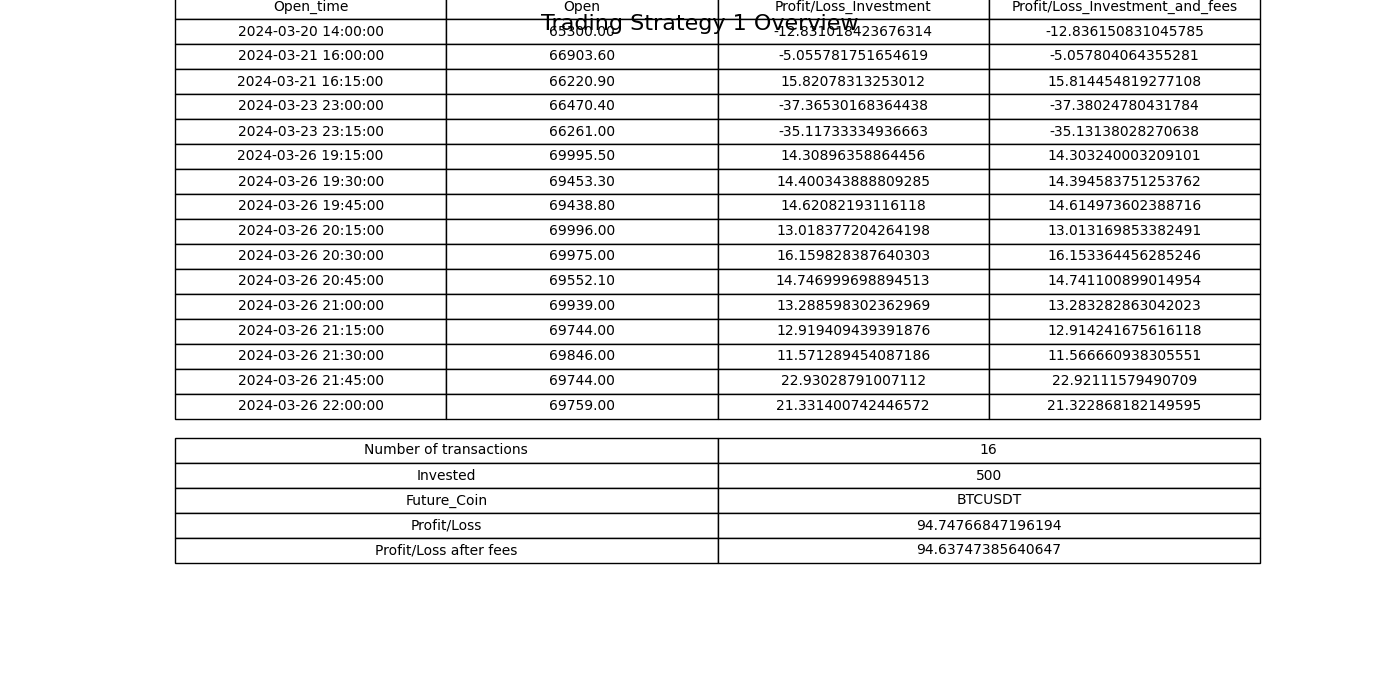 Open_time Open Profit/Loss_Investment Profit/Loss_Investment_and_fees
Trading Strategy 1 Overview
2024-03-20 14:00:00 65300.00 -12.831018423676314 -12.836150831045785
2024-03-21 16:00:00 66903.60 -5.055781751654619 -5.057804064355281
2024-03-21 16:15:00 66220.90 15.82078313253012 15.814454819277108
2024-03-23 23:00:00 66470.40 -37.36530168364438 -37.38024780431784
2024-03-23 23:15:00 66261.00 -35.11733334936663 -35.13138028270638
2024-03-26 19:15:00 69995.50 14.30896358864456 14.303240003209101
2024-03-26 19:30:00 69453.30 14.400343888809285 14.394583751253762
2024-03-26 19:45:00 69438.80 14.62082193116118 14.614973602388716
2024-03-26 20:15:00 69996.00 13.018377204264198 13.013169853382491
2024-03-26 20:30:00 69975.00 16.159828387640303 16.153364456285246
2024-03-26 20:45:00 69552.10 14.746999698894513 14.741100899014954
2024-03-26 21:00:00 69939.00 13.288598302362969 13.283282863042023
2024-03-26 21:15:00 69744.00 12.919409439391876 12.914241675616118
2024-03-26 21:30:00 69846.00 11.571289454087186 11.566660938305551
2024-03-26 21:45:00 69744.00 22.93028791007112 22.92111579490709
2024-03-26 22:00:00 69759.00 21.331400742446572 21.322868182149595
Number of transactions 16
Invested 500
Future_Coin BTCUSDT
Profit/Loss 94.74766847196194
Profit/Loss after fees 94.63747385640647